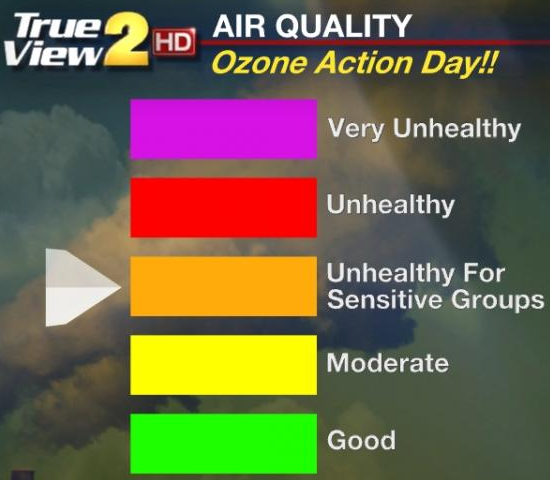 True
View 2 HD
AIR QUALITY
Ozone Action Day!!
Very Unhealthy
Unhealthy
Unhealthy For
Sensitive Groups
Moderate
Good